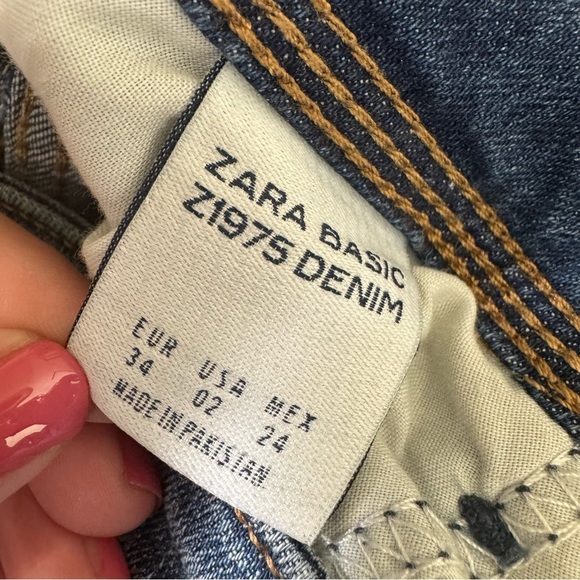 ZARA BASIC
Z1975 DENIM
EUR USA MEX
34 02 24
MADE IN PAKISTAN